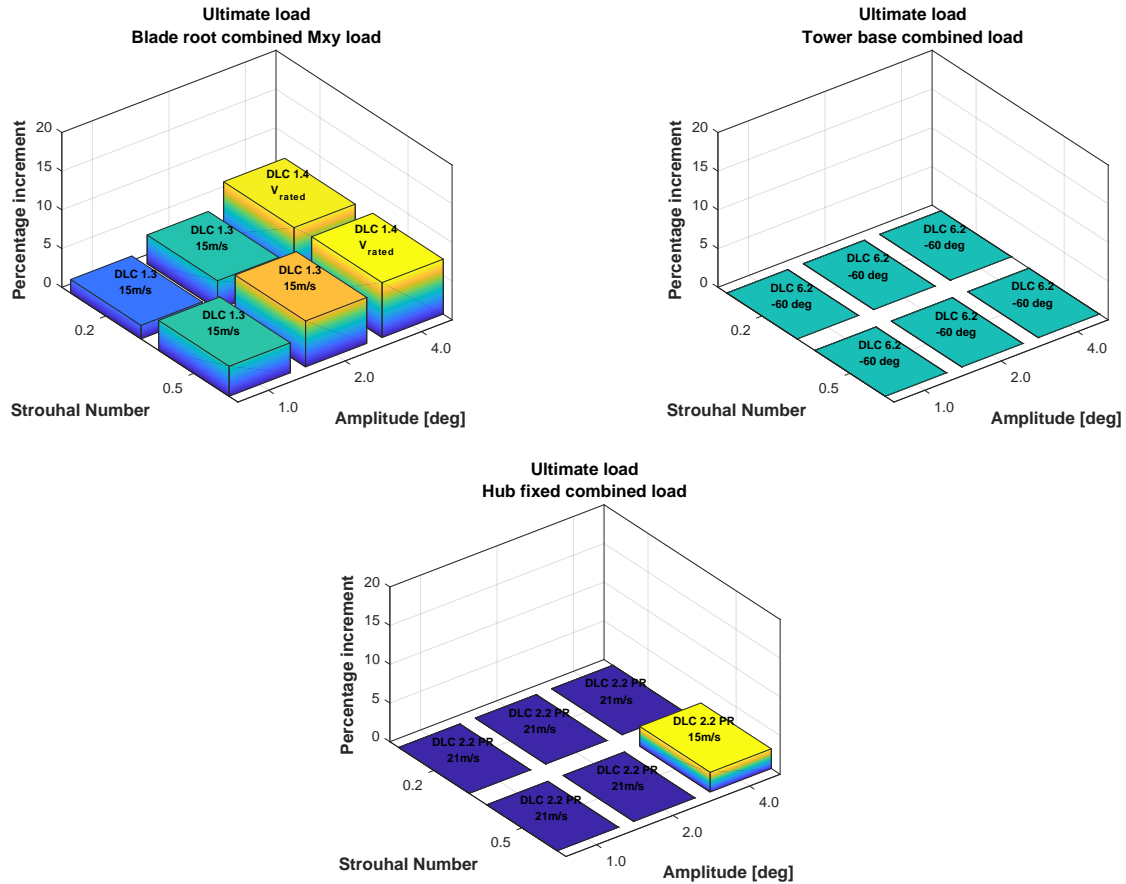 Ultimate load
Blade root combined Mxy load
Percentage increment
20
15
10
5
0
DLC 1.4
V rated
DLC 1.3
15m/s
DLC 1.4
V rated
DLC 1.3
15m/s
DLC 1.3
15m/s
DLC 1.3
15m/s
0.2
0.5
Strouhal Number
1.0
2.0
4.0
Amplitude [deg]
Ultimate load
Tower base combined load
Percentage increment
20
15
10
5
0
DLC 6.2
-60 deg
DLC 6.2
-60 deg
DLC 6.2
-60 deg
DLC 6.2
-60 deg
DLC 6.2
-60 deg
DLC 6.2
-60 deg
0.2
0.5
Strouhal Number
1.0
2.0
4.0
Amplitude [deg]
Ultimate load
Hub fixed combined load
Percentage increment
20
15
10
5
0
DLC 2.2 PR
21m/s
DLC 2.2 PR
21m/s
DLC 2.2 PR
15m/s
DLC 2.2 PR
21m/s
DLC 2.2 PR
21m/s
DLC 2.2 PR
21m/s
0.2
0.5
Strouhal Number
1.0
2.0
4.0
Amplitude [deg]